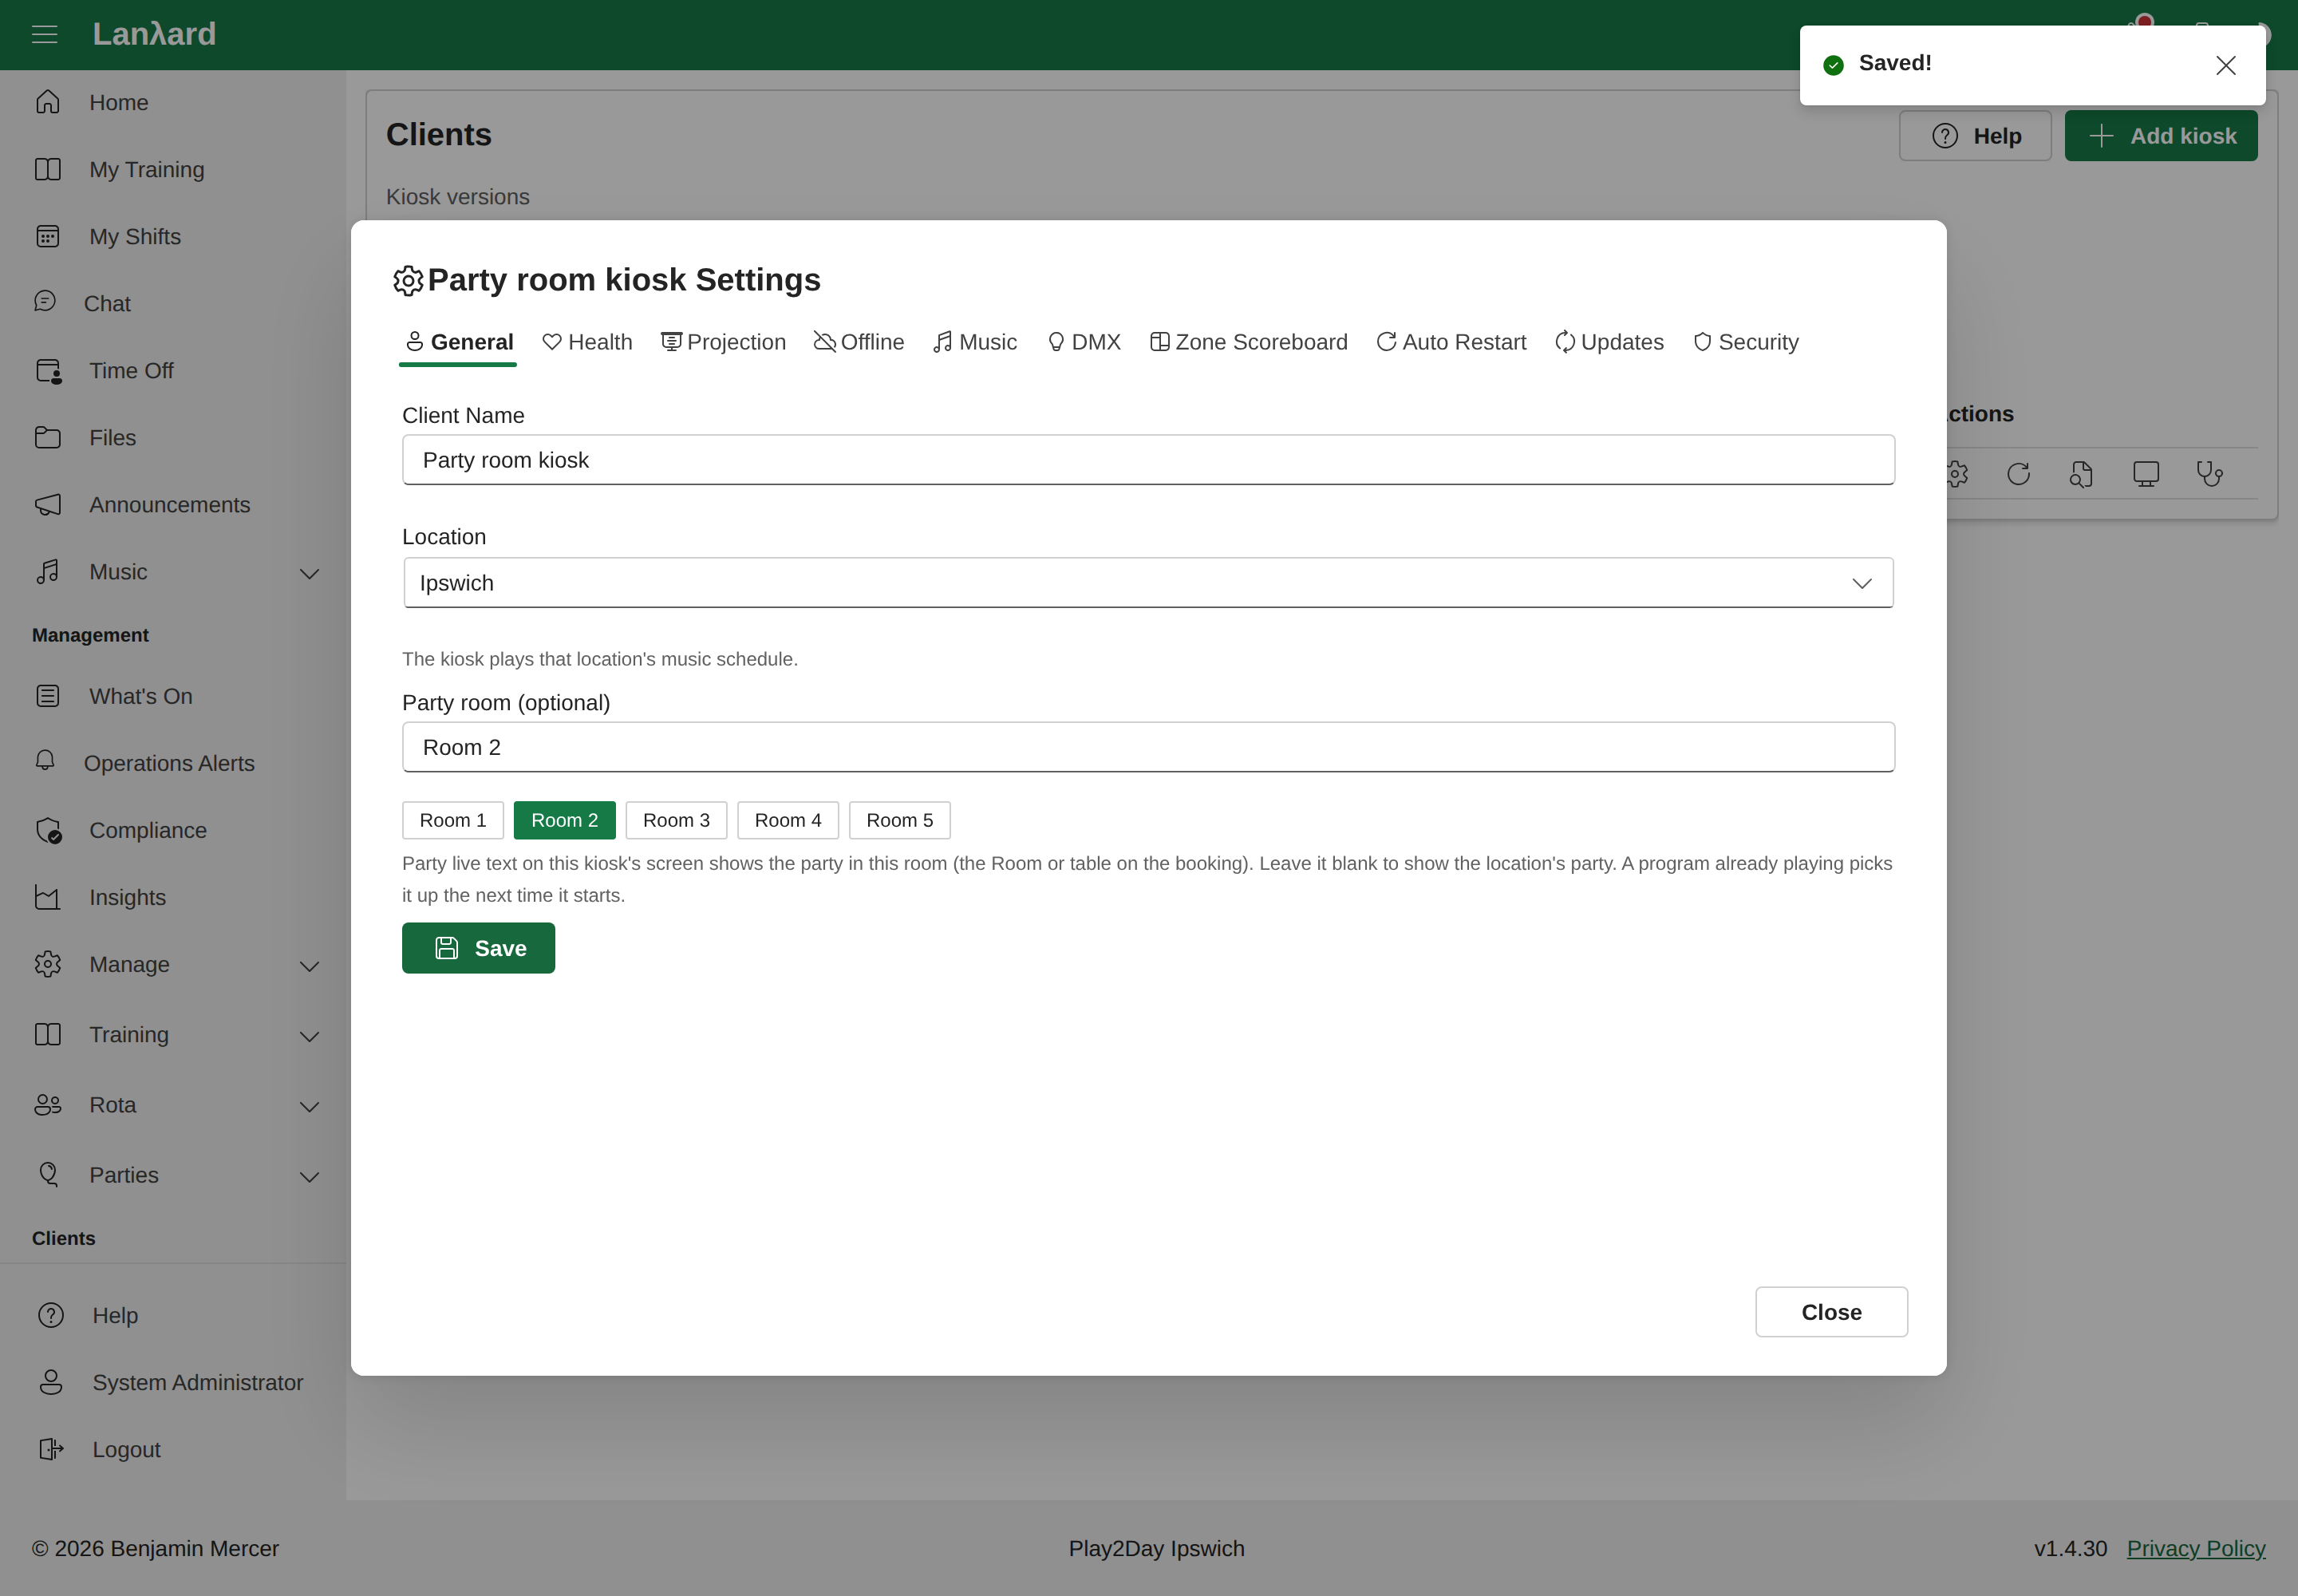 Lanλard
Saved!
Home
My Training
My Shifts
Chat
Time Off
Files
Announcements
Music
Management
What's On
Operations Alerts
Compliance
Insights
Manage
Training
Rota
Parties
Clients
Help
System Administrator
Logout
Clients
Help
Add kiosk
Kiosk versions
ctions
Party room kiosk Settings
General Health Projection Offline Music DMX Zone Scoreboard Auto Restart Updates Security
Client Name
Party room kiosk
Location
Ipswich
The kiosk plays that location's music schedule.
Party room (optional)
Room 2
Room 1 Room 2 Room 3 Room 4 Room 5
Party live text on this kiosk's screen shows the party in this room (the Room or table on the booking). Leave it blank to show the location's party. A program already playing picks
it up the next time it starts.
Save
Close
© 2026 Benjamin Mercer
Play2Day Ipswich
v1.4.30 Privacy Policy